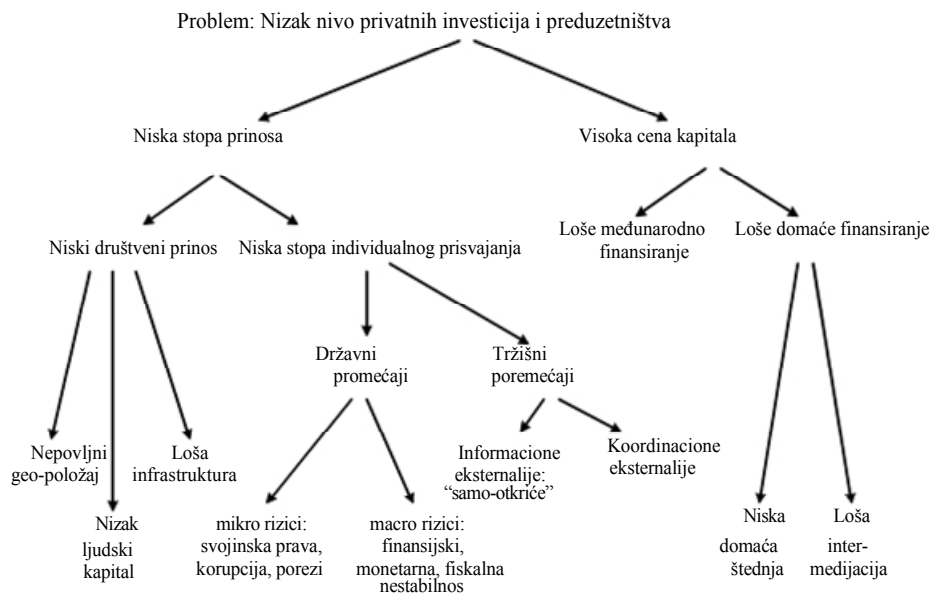 Problem: Nizak nivo privatnih investicija i preduzetništva
Niska stopa prinosa
Visoka cena kapitala
Niski društveni prinos
Niska stopa individualnog prisvajanja
Loše međunarodno
finansiranje
Loše domaće finansiranje
Državni
promećaji
Tržišni
poremećaji
Nepovljni
geo-položaj
Loša
infrastruktura
Informacione
eksternalije:
“samo-otkriće”
Koordinacione
eksternalije
Nizak
ljudski
kapital
mikro rizici:
svojinska prava,
korupcija, porezi
macro rizici:
finansijski,
monetarna, fiskalna
nestabilnos
Niska
domaća
štednja
Loša
inter-
medijacija